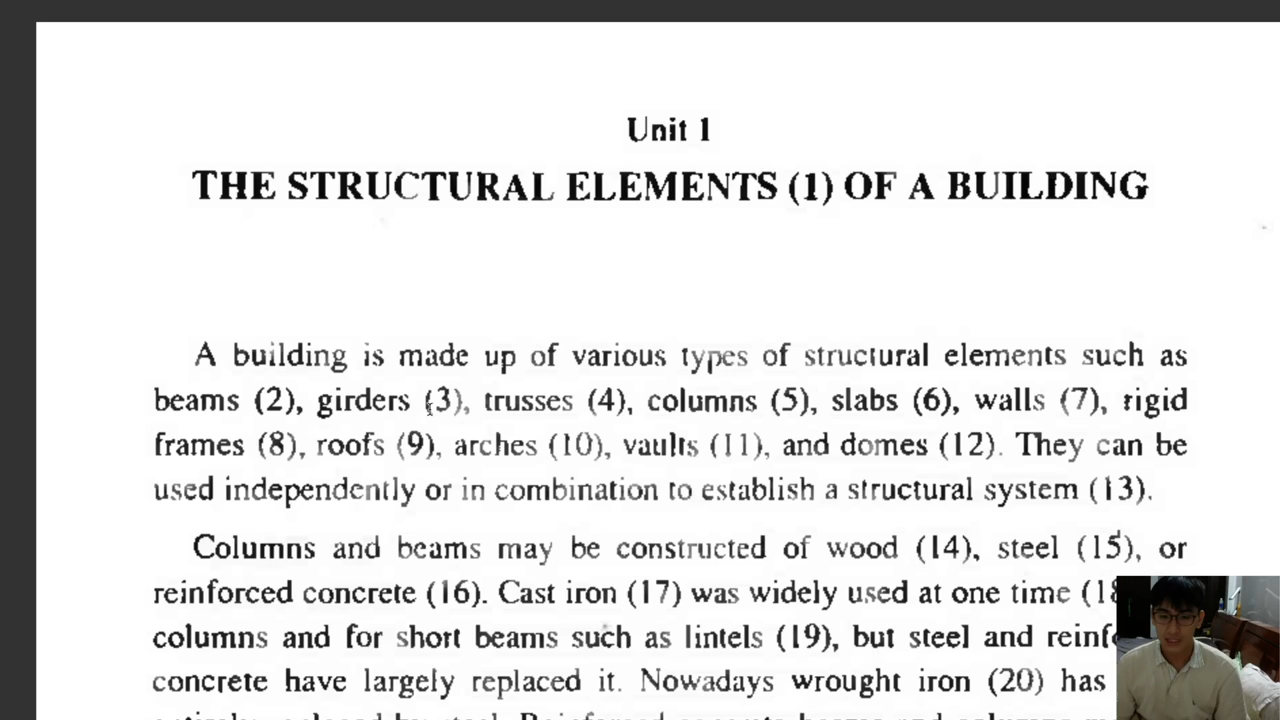 Unit 1
THE STRUCTURAL ELEMENTS (1) OF A BUILDING
A building is made up of various types of structural elements such as
beams (2), girders (3), trusses (4), columns (5), slabs (6), walls (7), rigid
frames (8), roofs (9), arches (10), vaults (11), and domes (12). They can be
used independently or in combination to establish a structural system (13).
Columns and beams may be constructed of wood (14), steel (15), or
reinforced concrete (16). Cast iron (17) was widely used at one time
columns and for short beams such as lintels (19), but steel and
concrete have largely replaced it. Nowadays wrought iron (20) has